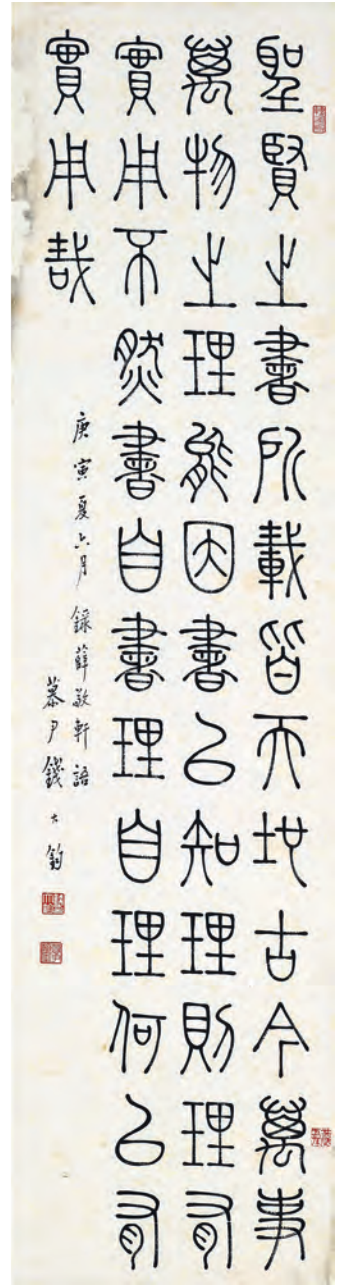 聖賢之書所載皆天地古今萬事
萬物之理能因書以知理則理有
實用不然書自書理自理何以有
實用哉
庚寅夏六月錄薛敬軒語
慕尹錢大鈞